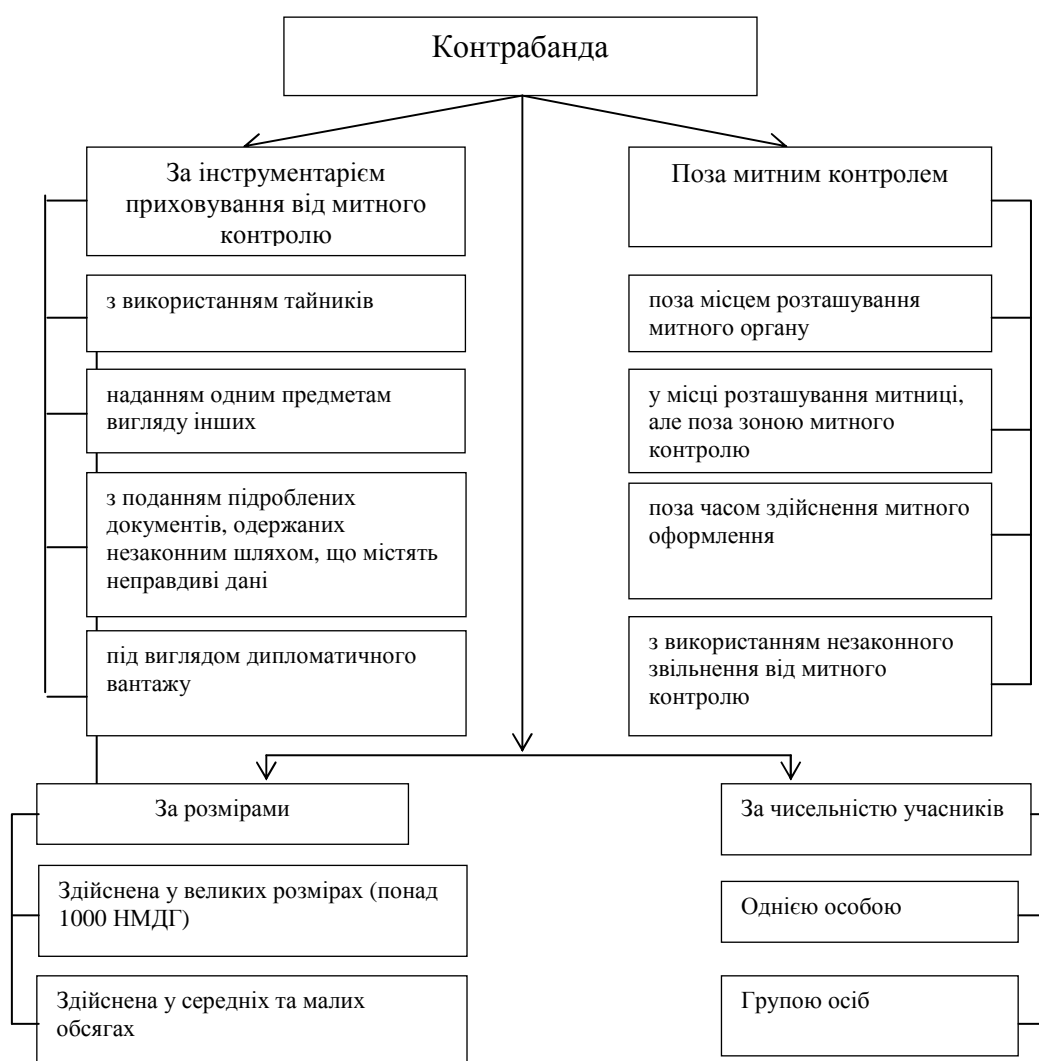 Контрабанда
За інструментарієм
приховування від митного
контролю
з використанням тайників
наданням одним предметам
вигляду інших
з поданням підроблених
документів, одержаних
незаконним шляхом, що містять
неправдиві дані
під виглядом дипломатичного
вантажу
Поза митним контролем
поза місцем розташування
митного органу
у місці розташування митниці,
але поза зоною митного
контролю
поза часом здійснення митного
оформлення
з використанням незаконного
звільнення від митного
контролю
За розмірами
Здійснена у великих розмірах (понад
1000 НМДГ)
Здійснена у середніх та малих
обсягах
За чисельністю учасників
Однією особою
Групою осіб